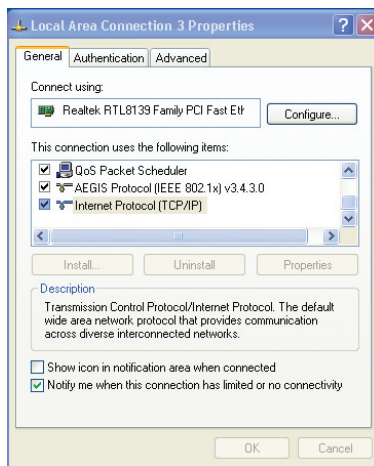 Local Area Connection 3 Properties
General Authentication Advanced
Connect using:
Realtek RTL8139 Family PCI Fast Eth
Configure...
This connection uses the following items:
QoS Packet Scheduler
AEGIS Protocol (IEEE 802.1x) v3.4.3.0
Internet Protocol (TCP/IP)
Install... Uninstall Properties
Description
Transmission Control Protocol/Internet Protocol. The default
wide area network protocol that provides communication
across diverse interconnected networks.
Show icon in notification area when connected
Notify me when this connection has limited or no connectivity
OK Cancel